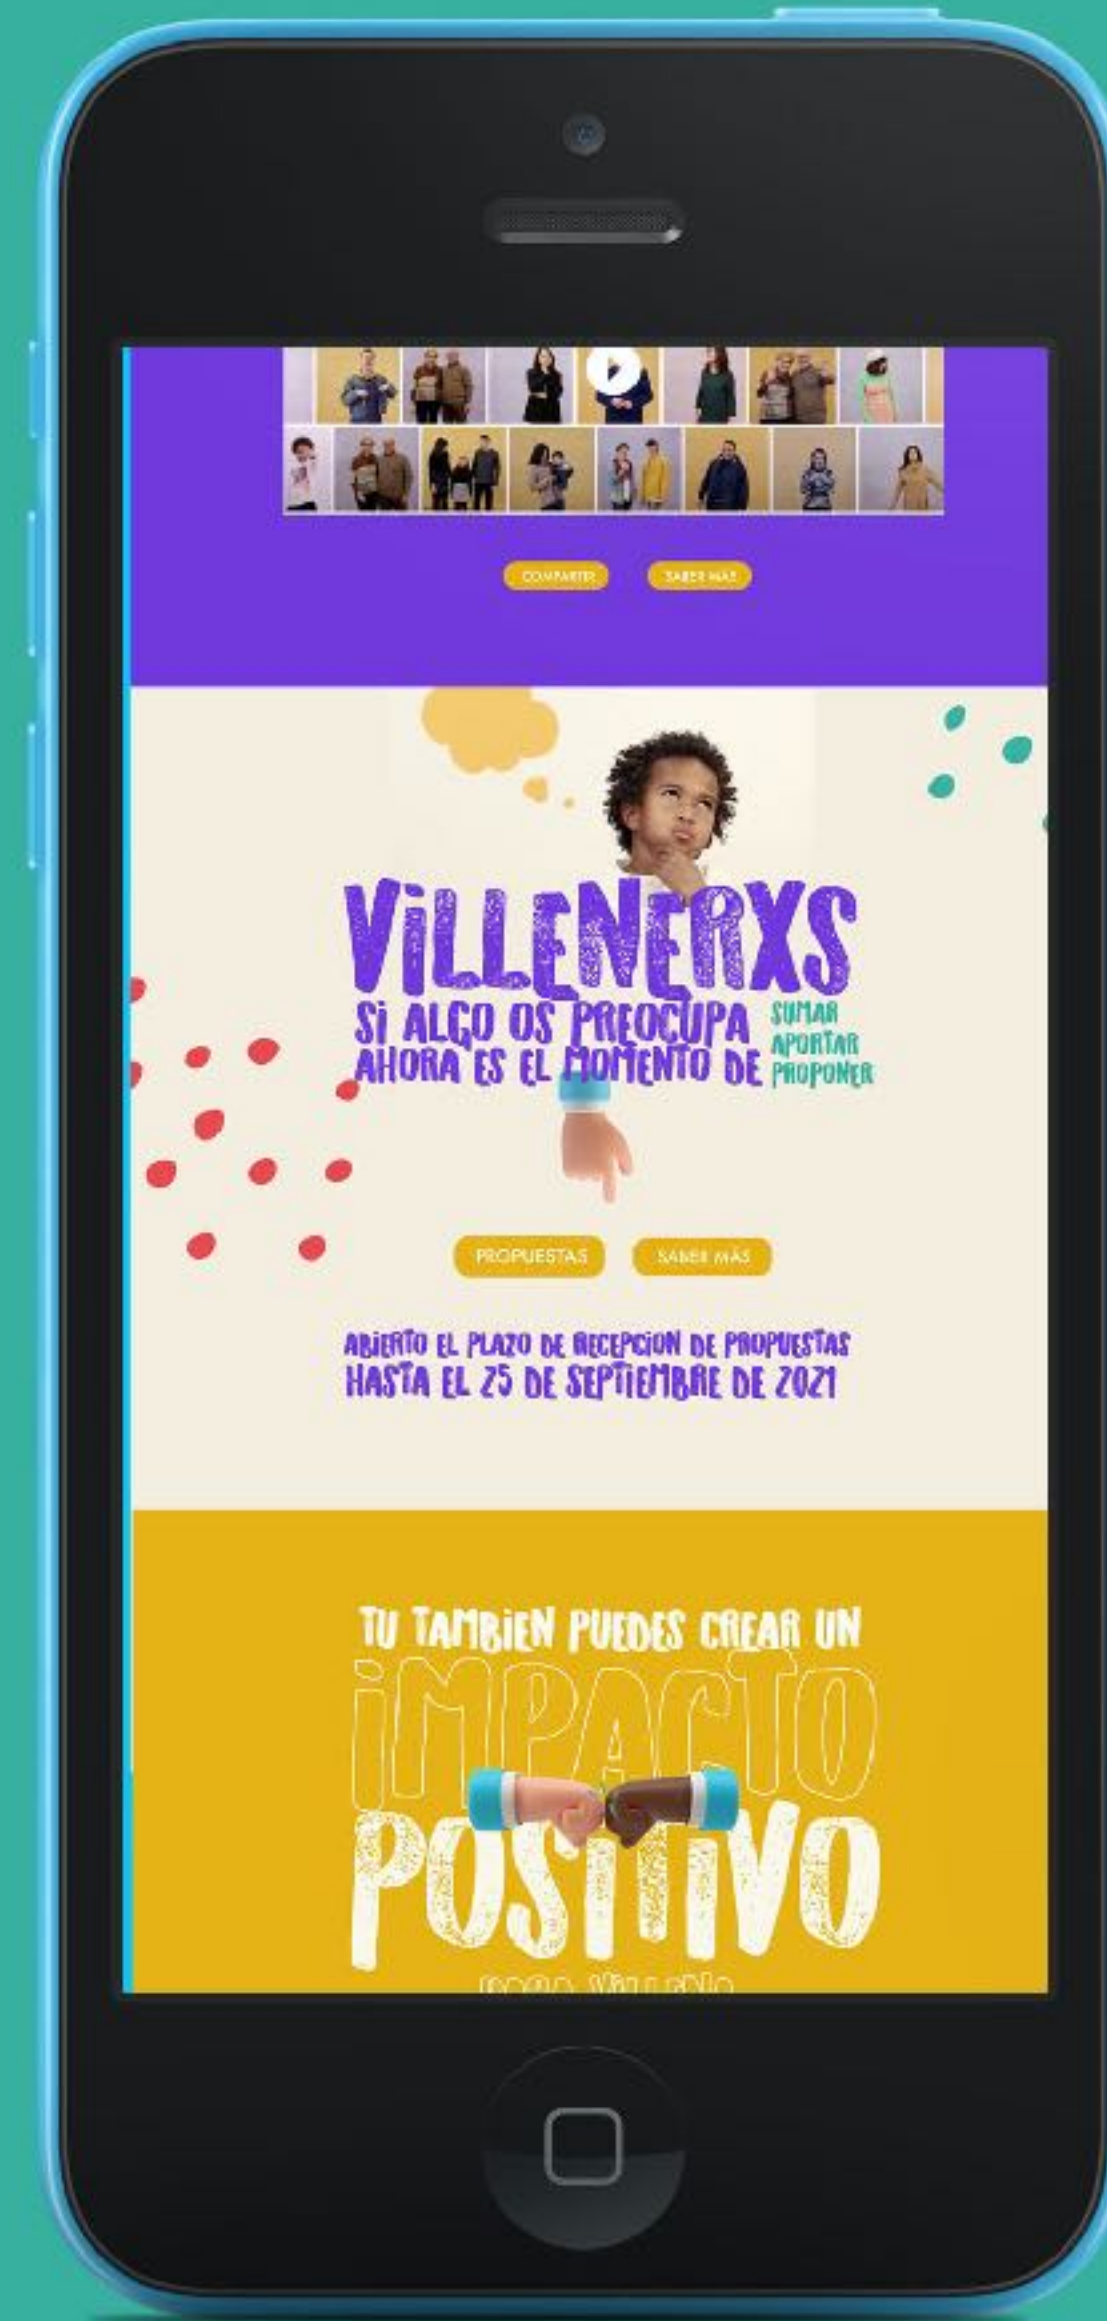 COMPARTIR
SABER MÁS
ViLLENERXS
Si ALGO OS PREOCUPA
AHORA ES EL MOMENTO DE
SUMAR
APORTAR
PROPONER
PROPUESTAS
SABER MÁS
ABiERTO EL PLAZO DE RECEPCiON DE PROPUESTAS
HASTA EL 25 DE SEPTiEMBRE DE 2021
TU TAMBiEN PUEDES CREAR UN
iMPACTO
POSiTiVO
PARA ViLLENA